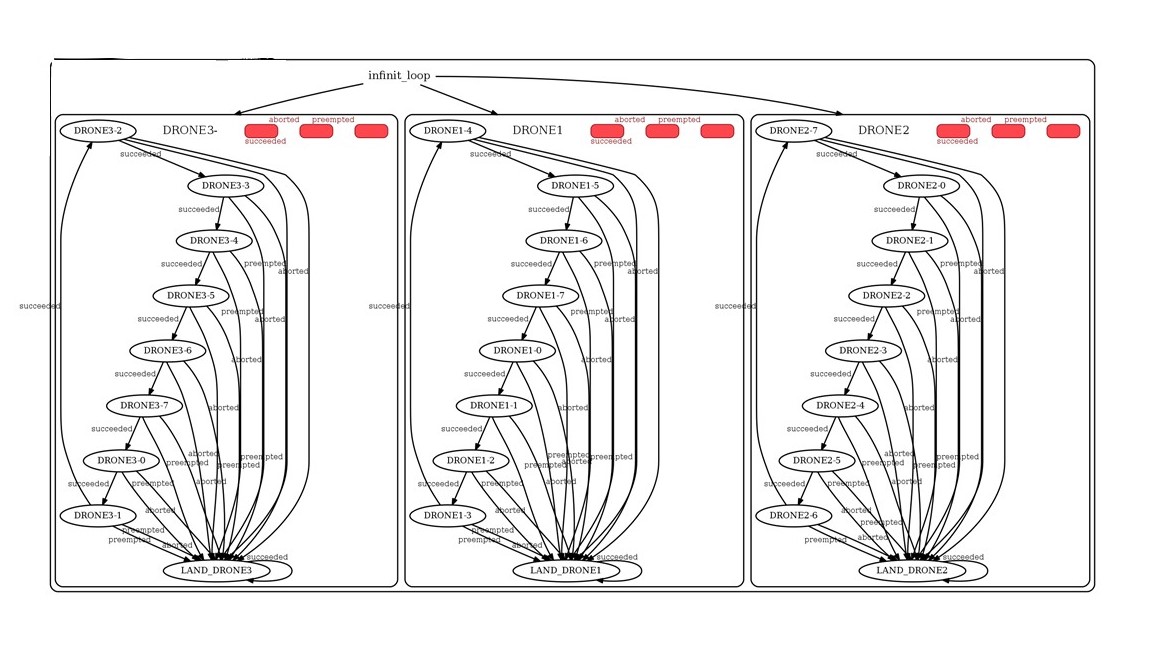 infinit_loop
aborted preempted
DRONE3-2 DRONE3-
succeeded
succeeded
DRONE3-3
succeeded
DRONE3-4
succeeded preempted
aborted
DRONE3-5
succeeded
preempted
aborted
succeeded
DRONE3-6
aborted
succeeded
DRONE3-7
aborted
succeeded
aborted
preempted
DRONE3-0 preempted preempted
succeeded preempted aborted
DRONE3-1
aborted
preempted
preempted
aborted
succeeded
LAND_DRONE3
aborted preempted
DRONE1-4 DRONE1
succeeded
succeeded
DRONE1-5
succeeded
DRONE1-6
succeeded preempted
aborted
DRONE1-7
succeeded
preempted
aborted
succeeded
DRONE1-0
aborted
succeeded
DRONE1-1
aborted
succeeded
preempted
preempted
DRONE1-2 preempted aborted
succeeded preempted aborted
DRONE1-3
aborted
preempted
preempted
aborted
succeeded
LAND_DRONE1
aborted preempted
DRONE2-7 DRONE2
succeeded
succeeded
DRONE2-0
succeeded
DRONE2-1
succeeded preempted
aborted
DRONE2-2
succeeded
preempted
aborted
succeeded
DRONE2-3
aborted
succeeded
DRONE2-4
aborted
succeeded
aborted
preempted
DRONE2-5 preempted preempted
succeeded preempted aborted
DRONE2-6
aborted
preempted
preempted
aborted
succeeded
LAND_DRONE2